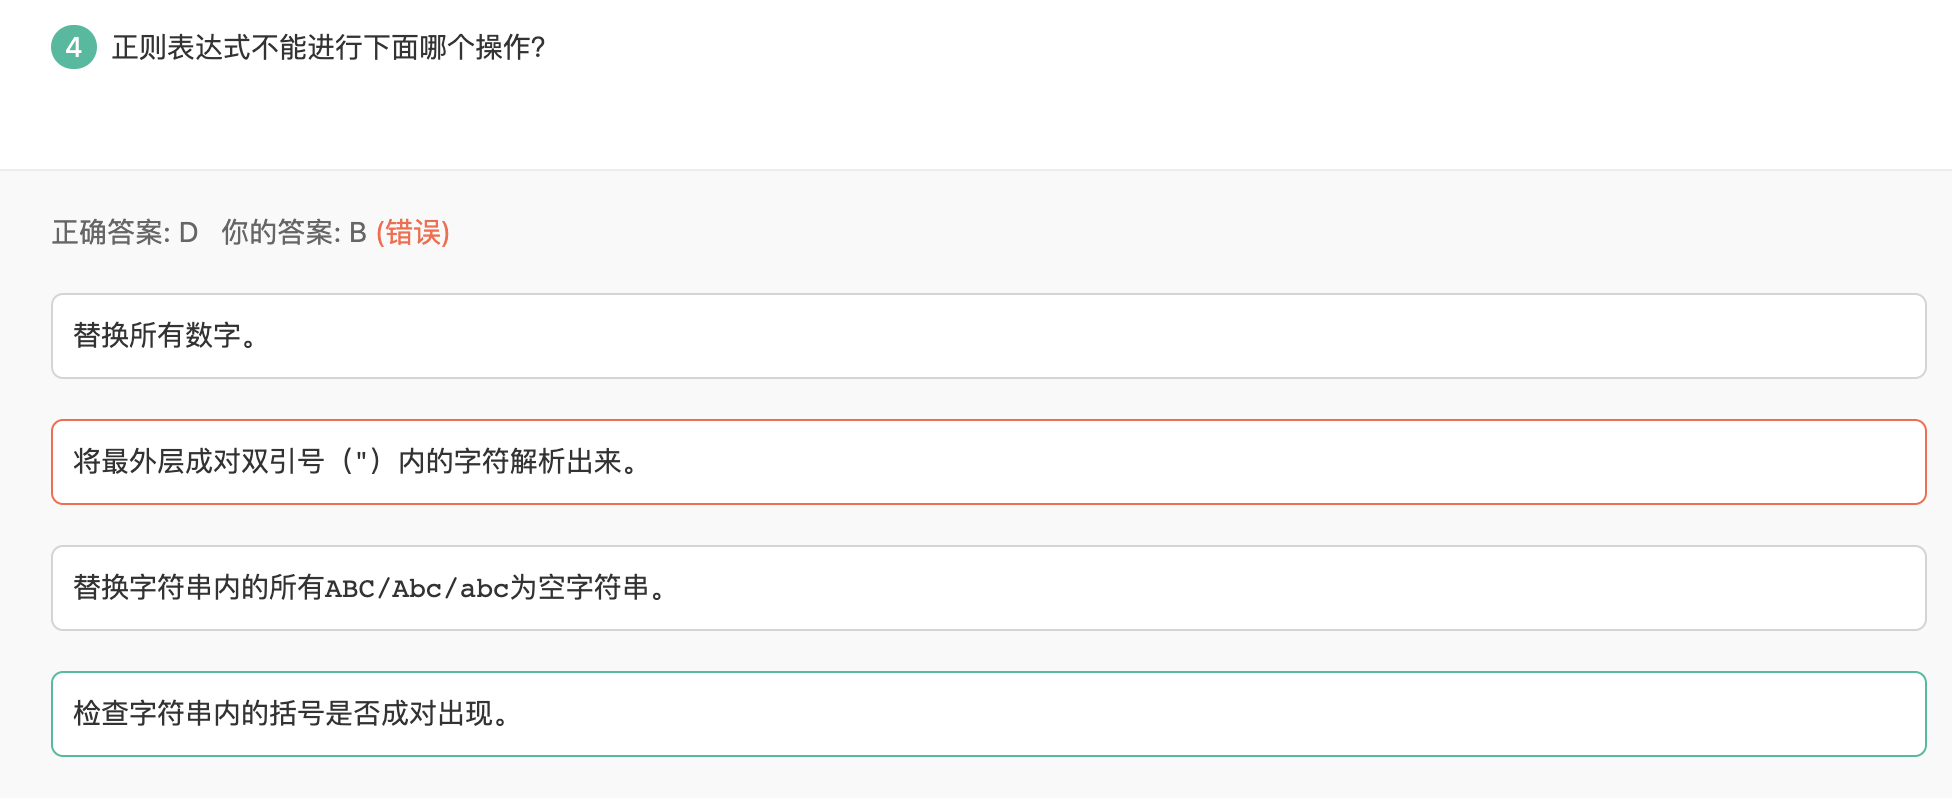 4 正则表达式不能进行下面哪个操作?
正确答案: D 你的答案: B (错误)
替换所有数字。
将最外层成对双引号（"）内的字符解析出来。
替换字符串内的所有ABC/Abc/abc为空字符串。
检查字符串内的括号是否成对出现。